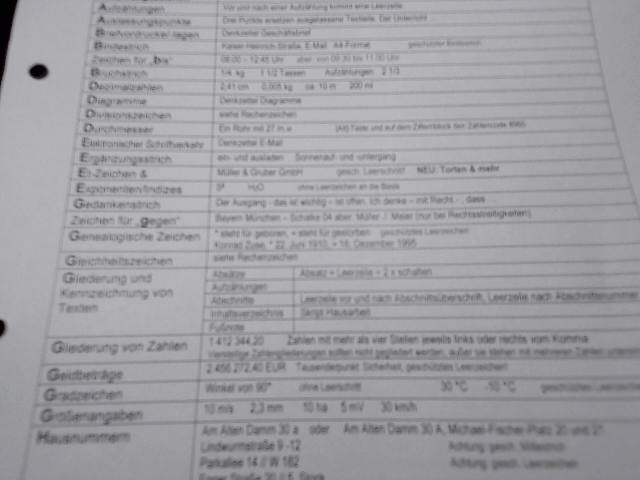 Aufzählungen Vor und nach einer Aufzählung kommt eine Leerzeile
Auslassungspunkte Drei Punkte ersetzen ausgelassene Textteile. Der Unterricht ...
Briefvordrucke/-lagen Denkzettel Geschäftsbrief
Bindestrich Kaiser-Heinrich-Straße, E-Mail A4-Format geschützter Bindestrich
Zeichen für „bis“ 08:00 – 12:45 Uhr aber von 09:30 bis 11:00 Uhr
Bruchstrich 1/4 kg 1 1/2 Tassen Aufzählungen 2 1/3
Dezimalzahlen 2,41 cm 0,005 kg ca. 10 m 200 ml
Diagramme Denkzettel Diagramme
Divisionszeichen siehe Rechenzeichen
Durchmesser Ein Rohr mit 27 m ø (Alt) Taste und auf dem Ziffernblock den Zahlencode
Elektronischer Schriftverkehr Denkzettel E-Mail
Ergänzungsstrich ein- und ausladen Sonnenauf- und -untergang
Et-Zeichen & Müller & Gruber GmbH gesch. Leerschritt NEU: Torten & mehr
Exponenten/Indizes H₂O ohne Leerzeichen an die Basis
Gedankenstrich Der Ausgang - das ist wichtig – ist offen. Ich denke – mit Recht - , dass ...
Zeichen für „gegen“ Bayern München – Schalke 04 aber: Müller ./. Meier (nur bei Rechtsstreitigkeiten)
Genealogische Zeichen * steht für geboren, + steht für gestorben geschütztes Leerzeichen
Konrad Zuse, * 22. Juni 1910, + 18. Dezember 1995
Gleichheitszeichen siehe Rechenzeichen
Gliederung und Kennzeichnung von Texten
Absätze Absatz = Leerzeile = 2 x schalten
Aufzählungen
Abschnitte Leerzeile vor und nach Abschnittsüberschrift, Leerzeile nach Abschnittsnummer
Inhaltsverzeichnis Skript Hausarbeit
Fußnote
Gliederung von Zahlen 1 412 344,20 Zahlen mit mehr als vier Stellen jeweils links oder rechts vom Komma
Vierstellige Zahlengliederungen sollten nicht gegliedert werden, außer sie stehen mit mehreren Zahlen
Geldbeträge 2.456.272,40 EUR Tausenderpunkt Sicherheit, geschütztes Leerzeichen
Gradzeichen Winkel von 90° ohne Leerschritt 30 °C -10 °C geschütztes
Größenangaben 10 m/s 2,3 mm 10 ha 5 mV 30 km/h
Hausnummern Am Alten Damm 30 a oder Am Alten Damm 30 A, Michael-Fischer-Platz 20 und 21
Lindwurmstraße 9 -12 Achtung gesch. Mittestrich
Parkallee 14 // W 182 Achtung gesch. Leerzeichen
Straße 20 // 5. Stock